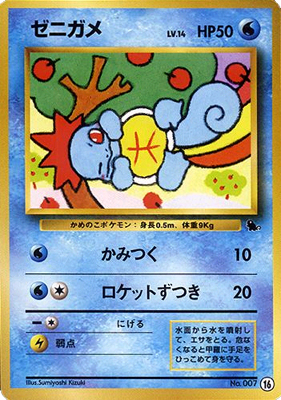 ゼニガメ LV.14 HP50
かめのこポケモン：身長0.5m、体重9Kg
かみつく 10
ロケットずつき 20
にげる
弱点
水面から水を噴射し
て、エサをとる。危
なくなると甲羅に手足を
ひっこめて身を守る。
Illus.Sumiyoshi Kizuki No.007 16